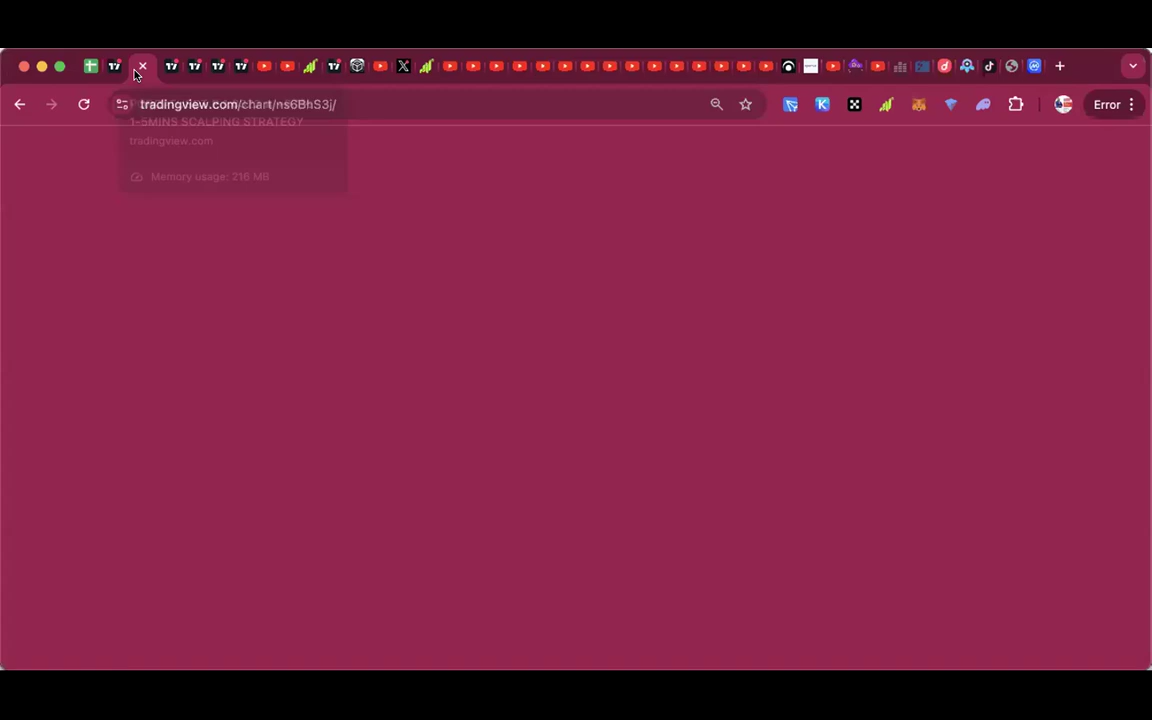 tradingview.com/chart/ns6BhS3j/
Error
1-5MINS SCALPING STRATEGY
tradingview.com
Memory usage: 216 MB